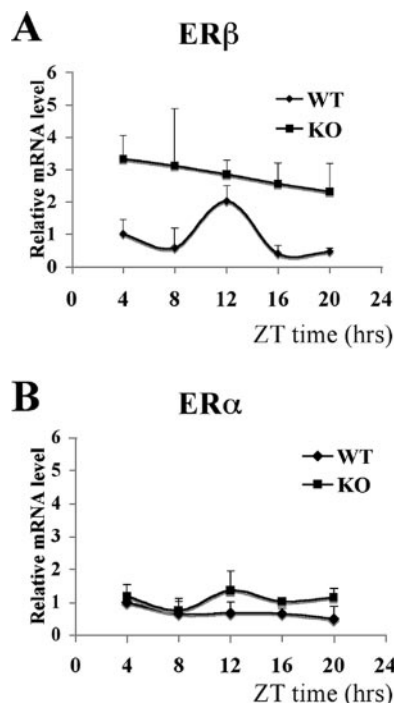 A
ERβ
Relative mRNA level
6
5
4
3
2
1
0
WT
KO
0 4 8 12 16 20 24
ZT time (hrs)
B
ERα
Relative mRNA level
6
5
4
3
2
1
0
WT
KO
0 4 8 12 16 20 24
ZT time (hrs)